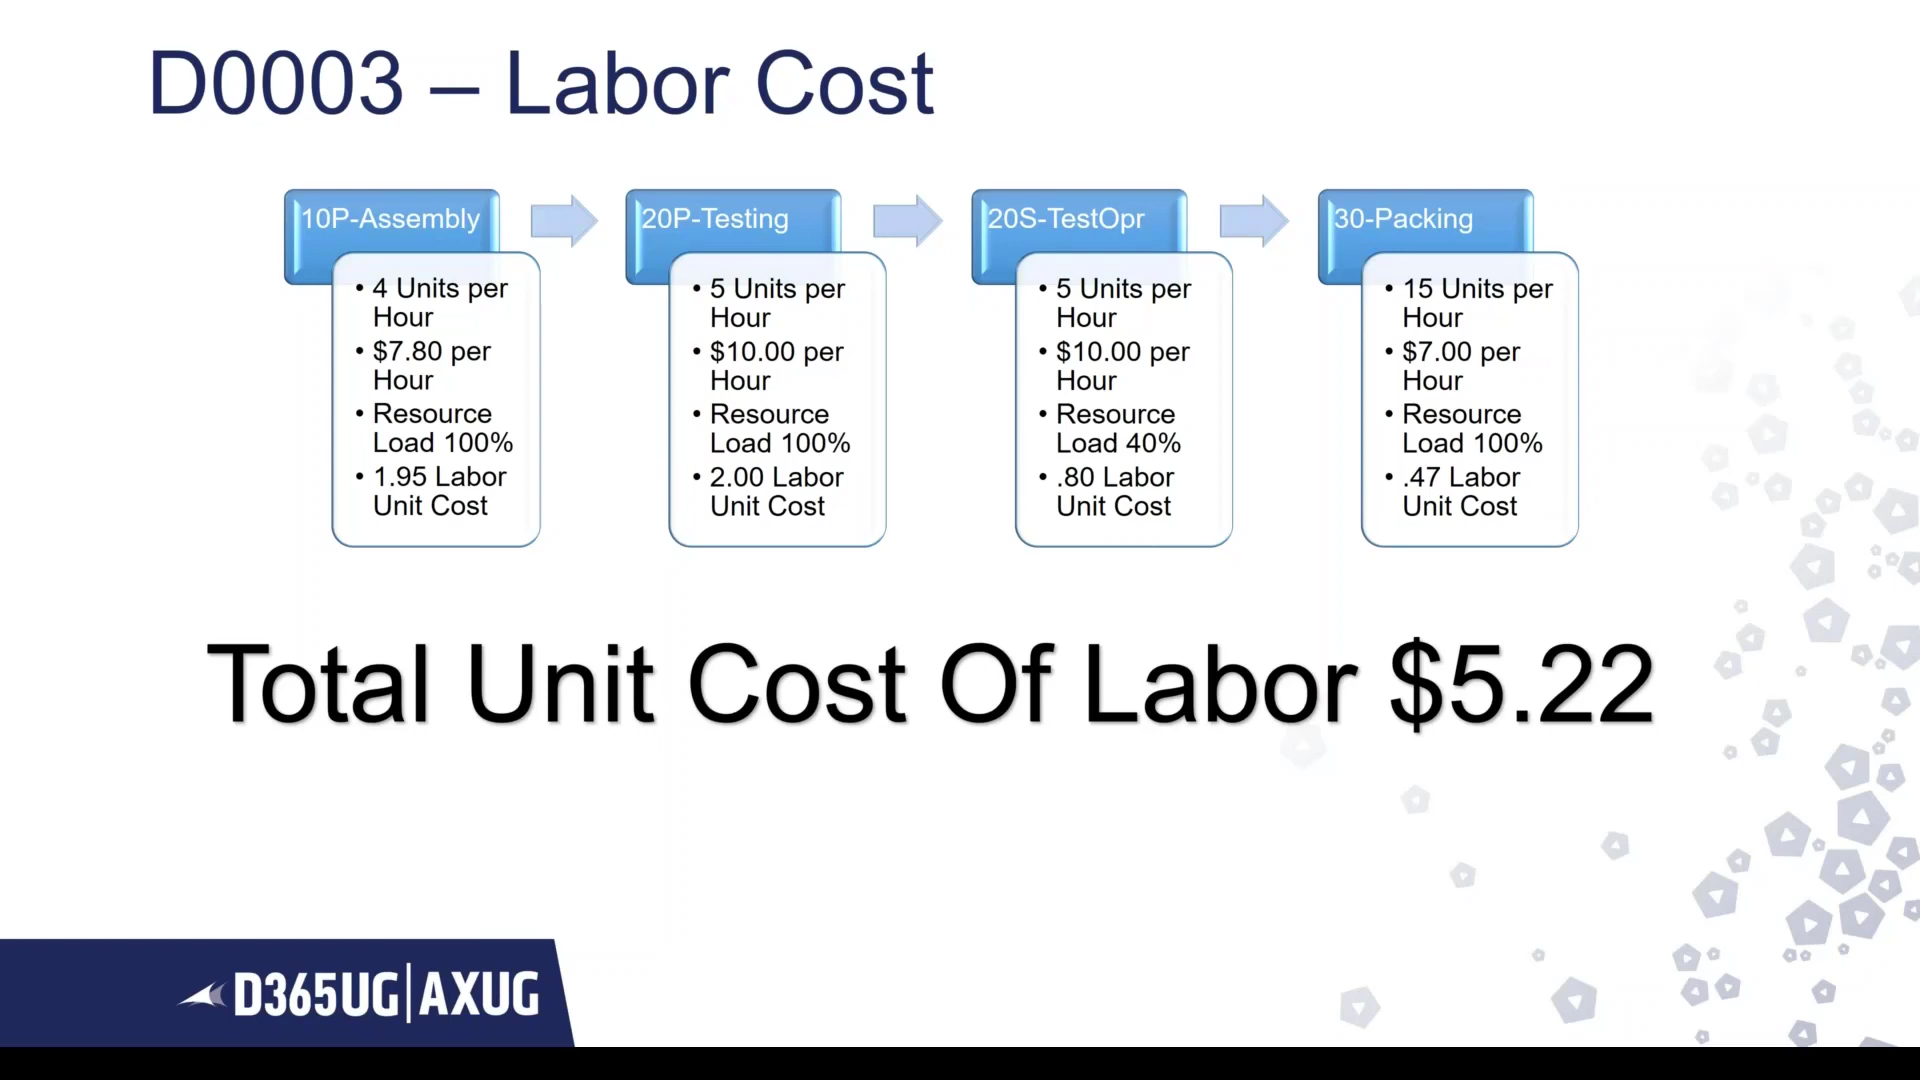 D0003 – Labor Cost
10P-Assembly
• 4 Units per
Hour
• $7.80 per
Hour
• Resource
Load 100%
• 1.95 Labor
Unit Cost
20P-Testing
• 5 Units per
Hour
• $10.00 per
Hour
• Resource
Load 100%
• 2.00 Labor
Unit Cost
20S-TestOpr
• 5 Units per
Hour
• $10.00 per
Hour
• Resource
Load 40%
• .80 Labor
Unit Cost
30-Packing
• 15 Units per
Hour
• $7.00 per
Hour
• Resource
Load 100%
• .47 Labor
Unit Cost
Total Unit Cost Of Labor $5.22
D365UG|AXUG